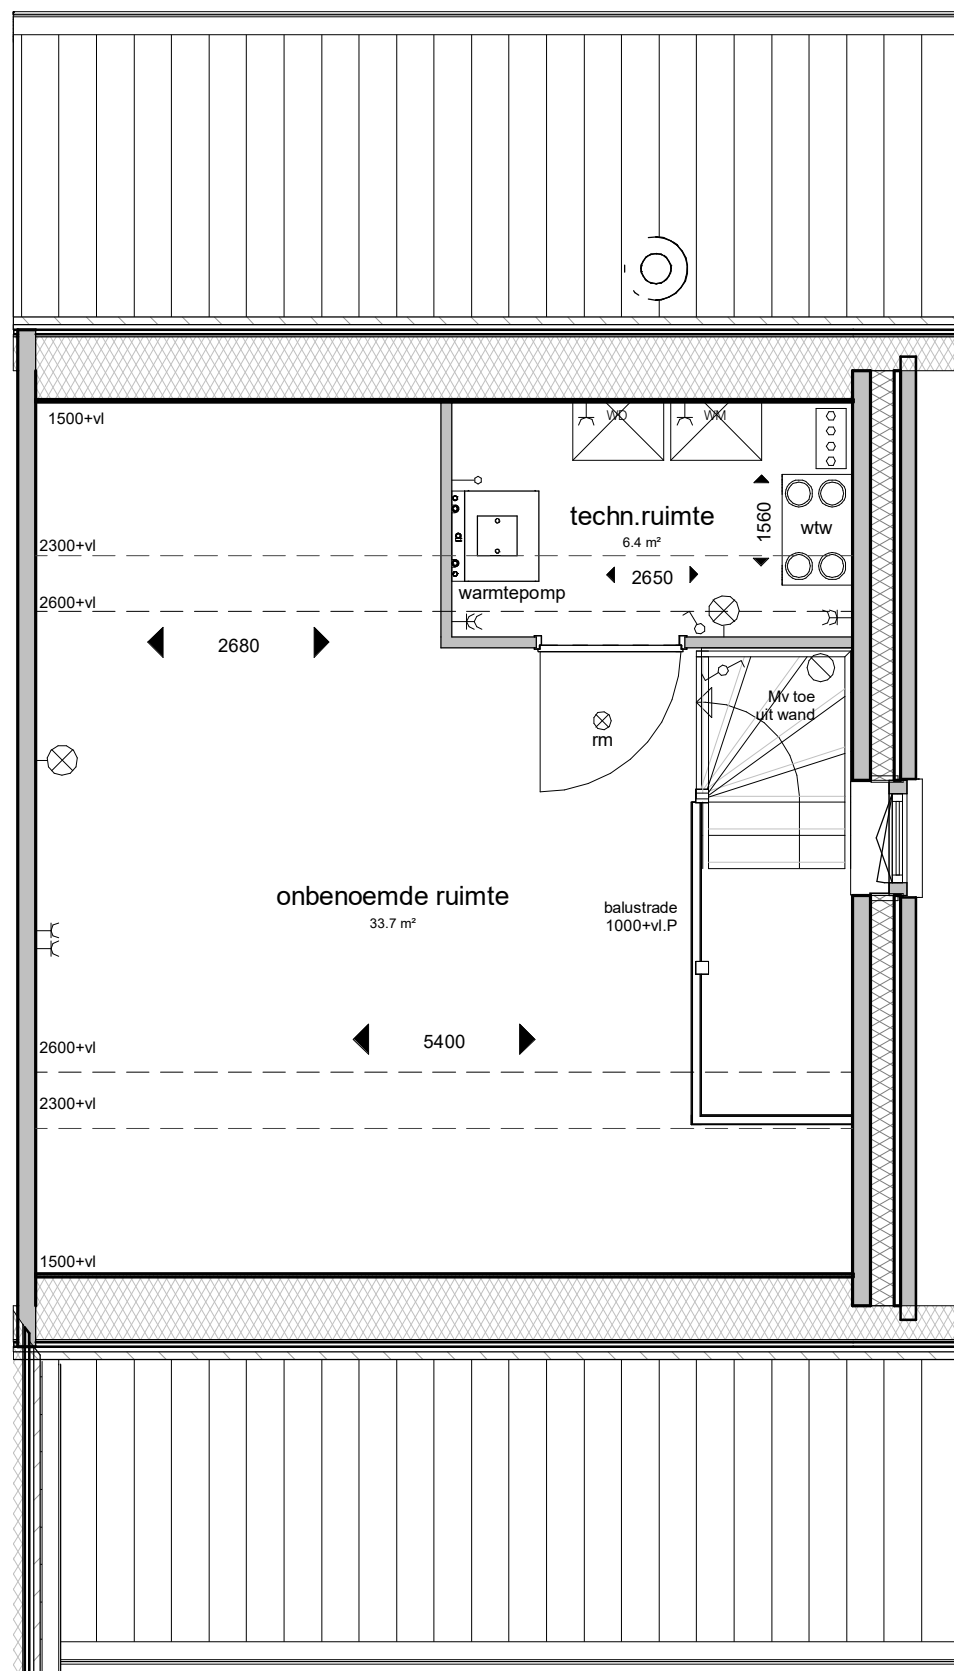 1500+vl
WD
WM
techn.ruimte
6.4 m²
1560
wtw
2300+vl
2650
warmtepomp
2600+vl
2680
Mv toe
uit wand
rm
onbenoemde ruimte
33.7 m²
balustrade
1000+vl.P
5400
2600+vl
2300+vl
1500+vl